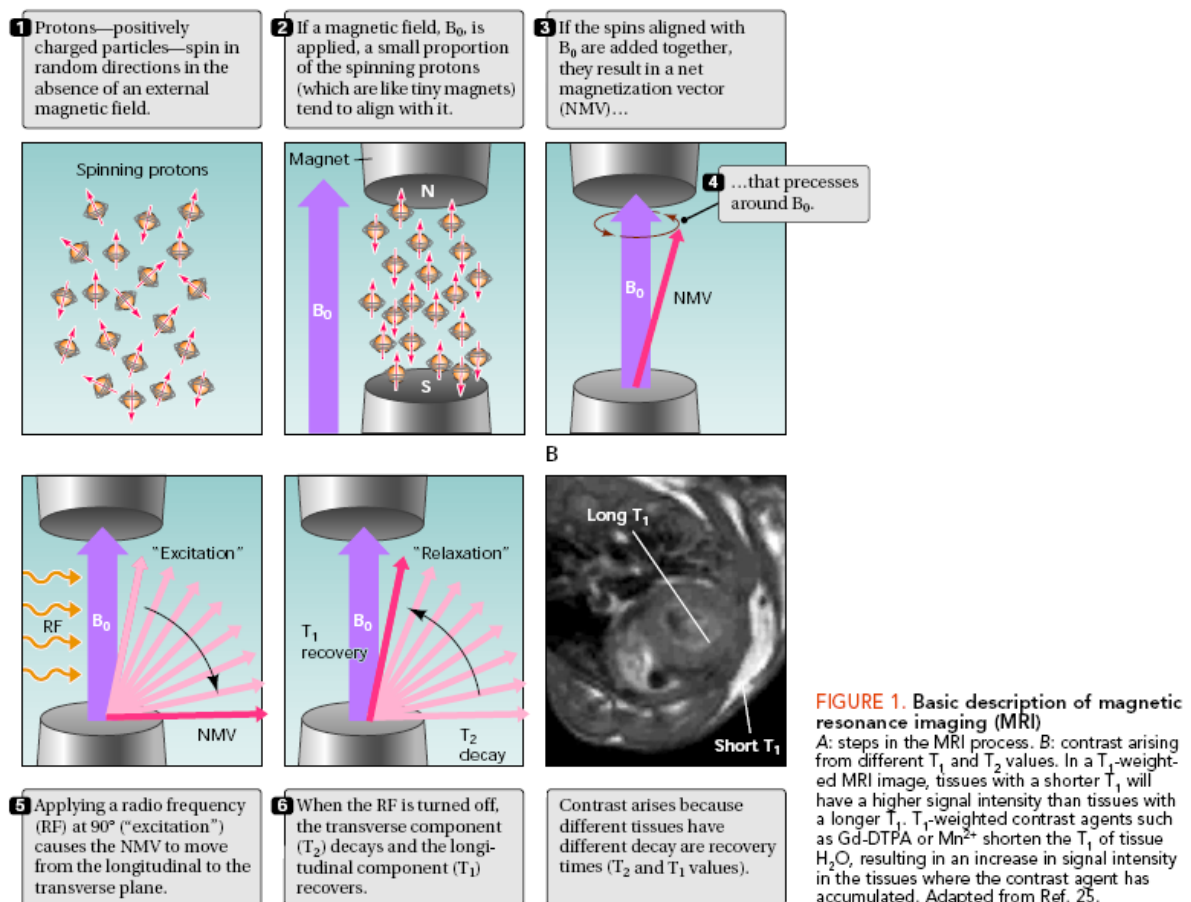 1 Protons—positively
charged particles—spin in
random directions in the
absence of an external
magnetic field.
2 If a magnetic field, B₀, is
applied, a small proportion
of the spinning protons
(which are like tiny magnets)
tend to align with it.
3 If the spins aligned with
B₀ are added together,
they result in a net
magnetization vector
(NMV)…
Spinning protons
Magnet
N
B₀
S
4 …that precesses
around B₀.
B₀
NMV
B
"Excitation"
RF
B₀
NMV
"Relaxation"
T₁
recovery
B₀
T₂
decay
Long T₁
Short T₁
5 Applying a radio frequency
(RF) at 90° ("excitation")
causes the NMV to move
from the longitudinal to the
transverse plane.
6 When the RF is turned off,
the transverse component
(T₂) decays and the longi-
tudinal component (T₁)
recovers.
Contrast arises because
different tissues have
different decay are recovery
times (T₂ and T₁ values).
FIGURE 1. Basic description of magnetic
resonance imaging (MRI)
A: steps in the MRI process. B: contrast arising
from different T₁ and T₂ values. In a T₁-weight-
ed MRI image, tissues with a shorter T₁ will
have a higher signal intensity than tissues with
a longer T₁. T₁-weighted contrast agents such
as Gd-DTPA or Mn²⁺ shorten the T₁ of tissue
H₂O, resulting in an increase in signal intensity
in the tissues where the contrast agent has
accumulated. Adapted from Ref. 25.